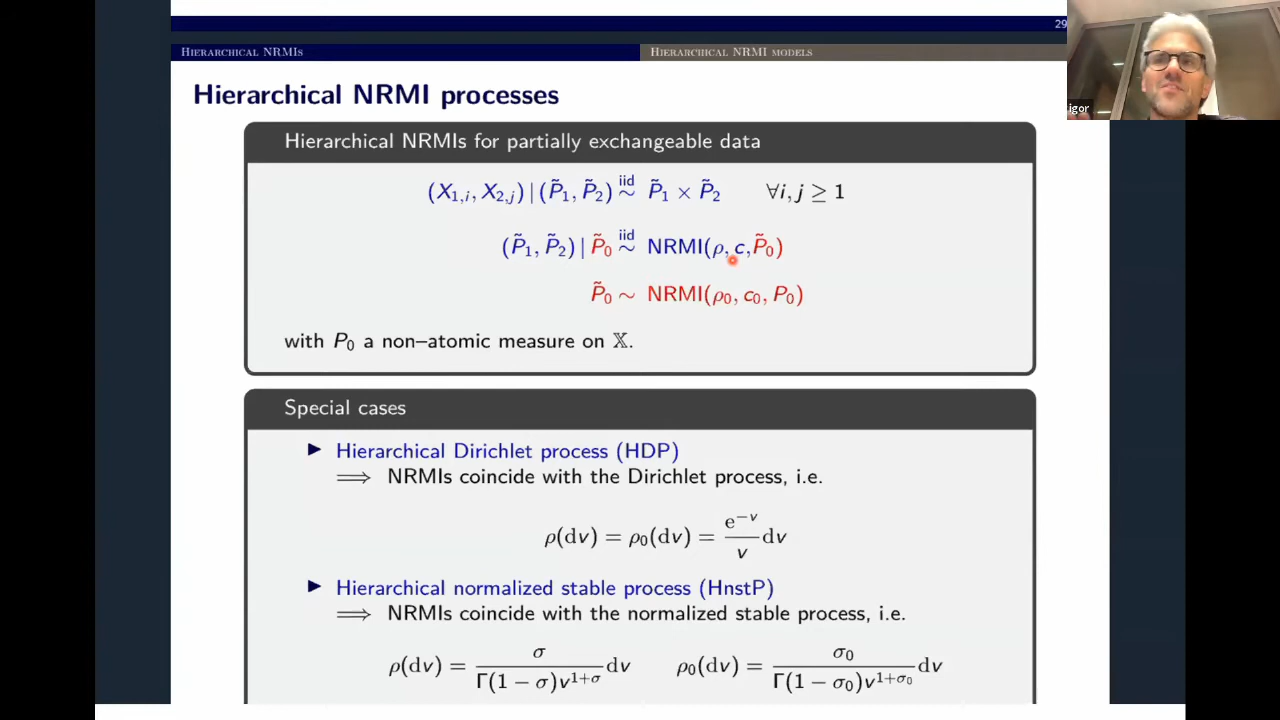 29
HIERARCHICAL NRMIS
HIERARCHICAL NRMI MODELS
igor
Hierarchical NRMI processes
Hierarchical NRMIs for partially exchangeable data
(X₁,ᵢ, X₂,ⱼ) | (P̃₁, P̃₂) iid ∼ P̃₁ × P̃₂ ∀i, j ≥ 1
(P̃₁, P̃₂) | P̃₀ iid ∼ NRMI(ρ, c, P̃₀)
P̃₀ ∼ NRMI(ρ₀, c₀, P₀)
with P₀ a non–atomic measure on 𝕏.
Special cases
► Hierarchical Dirichlet process (HDP)
⟹ NRMIs coincide with the Dirichlet process, i.e.
ρ(dv) = ρ₀(dv) = e^{−v}/v dv
► Hierarchical normalized stable process (HnstP)
⟹ NRMIs coincide with the normalized stable process, i.e.
ρ(dv) = σ/Γ(1 − σ)v^{1+σ} dv ρ₀(dv) = σ₀/Γ(1 − σ₀)v^{1+σ₀} dv